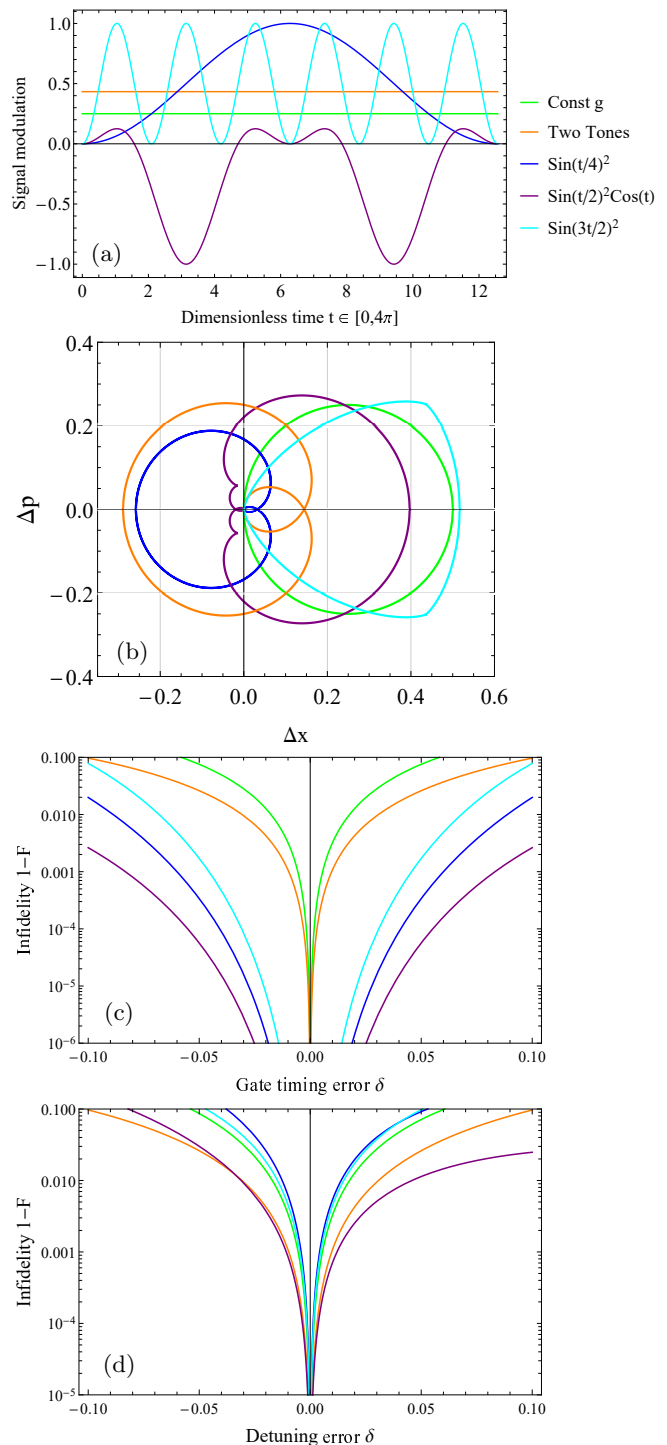 1.0
0.5
0.0
−0.5
−1.0
Signal modulation
(a)
0 2 4 6 8 10 12
Dimensionless time t ∈ [0,4π]
Const g
Two Tones
Sin(t/4)²
Sin(t/2)²Cos(t)
Sin(3t/2)²
0.4
0.2
0.0
−0.2
−0.4
Δp
(b)
−0.2 0.0 0.2 0.4 0.6
Δx
0.100
0.010
0.001
10⁻⁴
10⁻⁵
10⁻⁶
Infidelity 1−F
(c)
−0.10 −0.05 0.00 0.05 0.10
Gate timing error δ
0.100
0.010
0.001
10⁻⁴
10⁻⁵
Infidelity 1−F
(d)
−0.10 −0.05 0.00 0.05 0.10
Detuning error δ